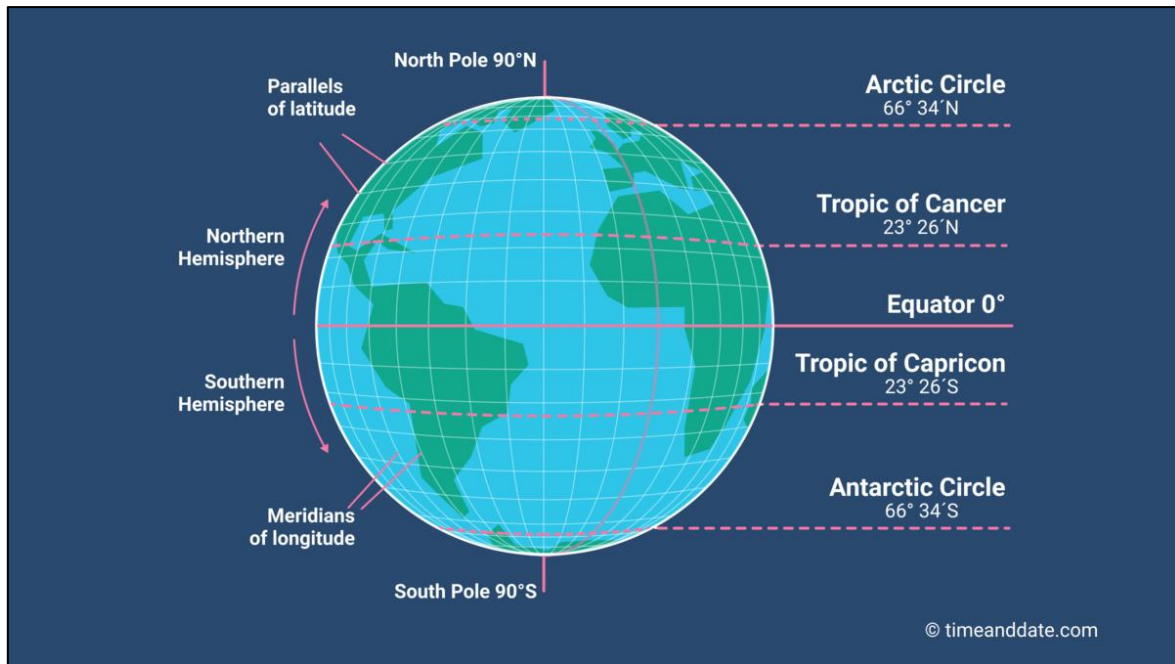 North Pole 90°N
Parallels
of latitude
Arctic Circle
66° 34´N
Tropic of Cancer
23° 26´N
Northern
Hemisphere
Equator 0°
Tropic of Capricon
23° 26´S
Southern
Hemisphere
Antarctic Circle
66° 34´S
Meridians
of longitude
South Pole 90°S
© timeanddate.com